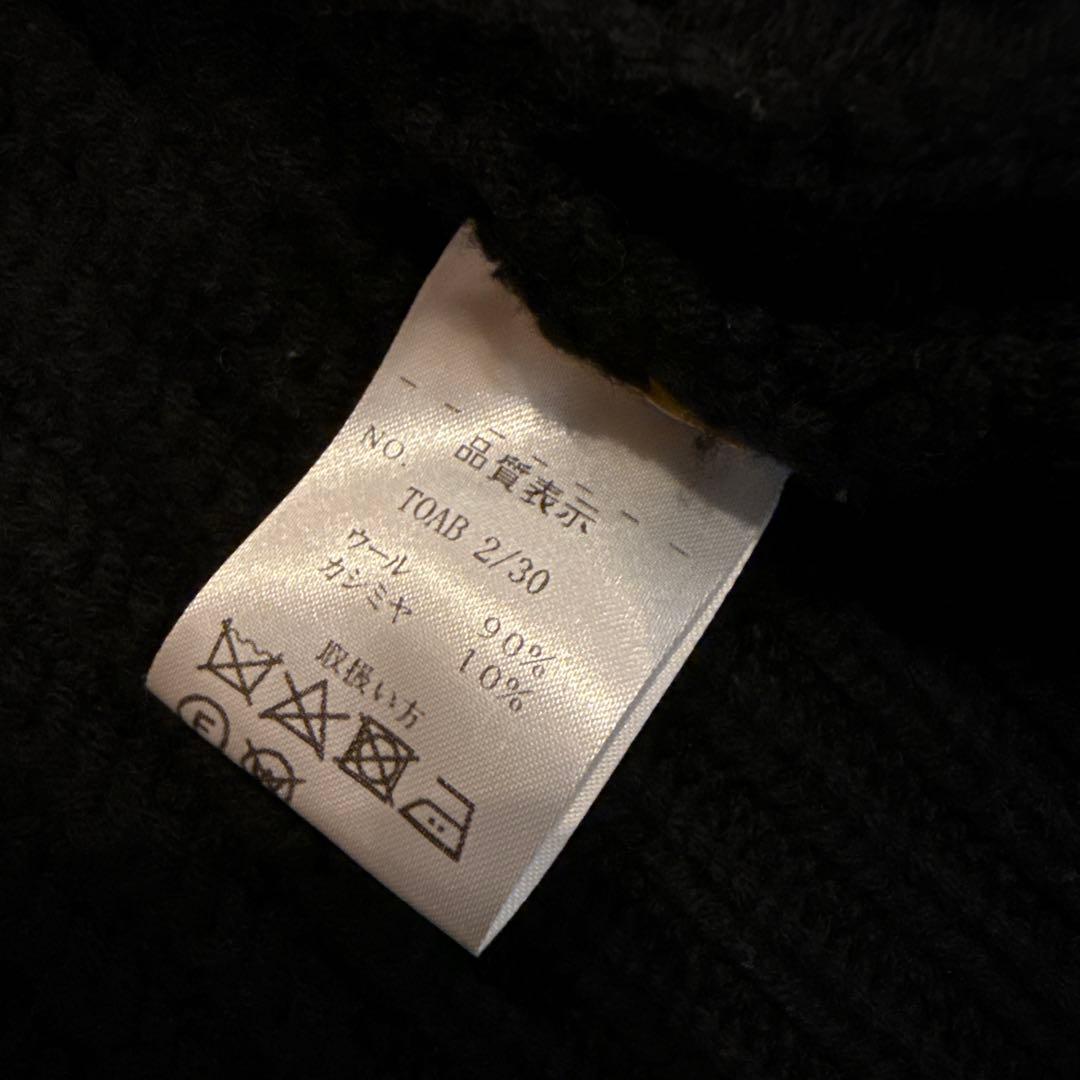 品質表示
NO.
TOAB 2/30
ウール 90%
カシミヤ 10%
取扱い方
F
W